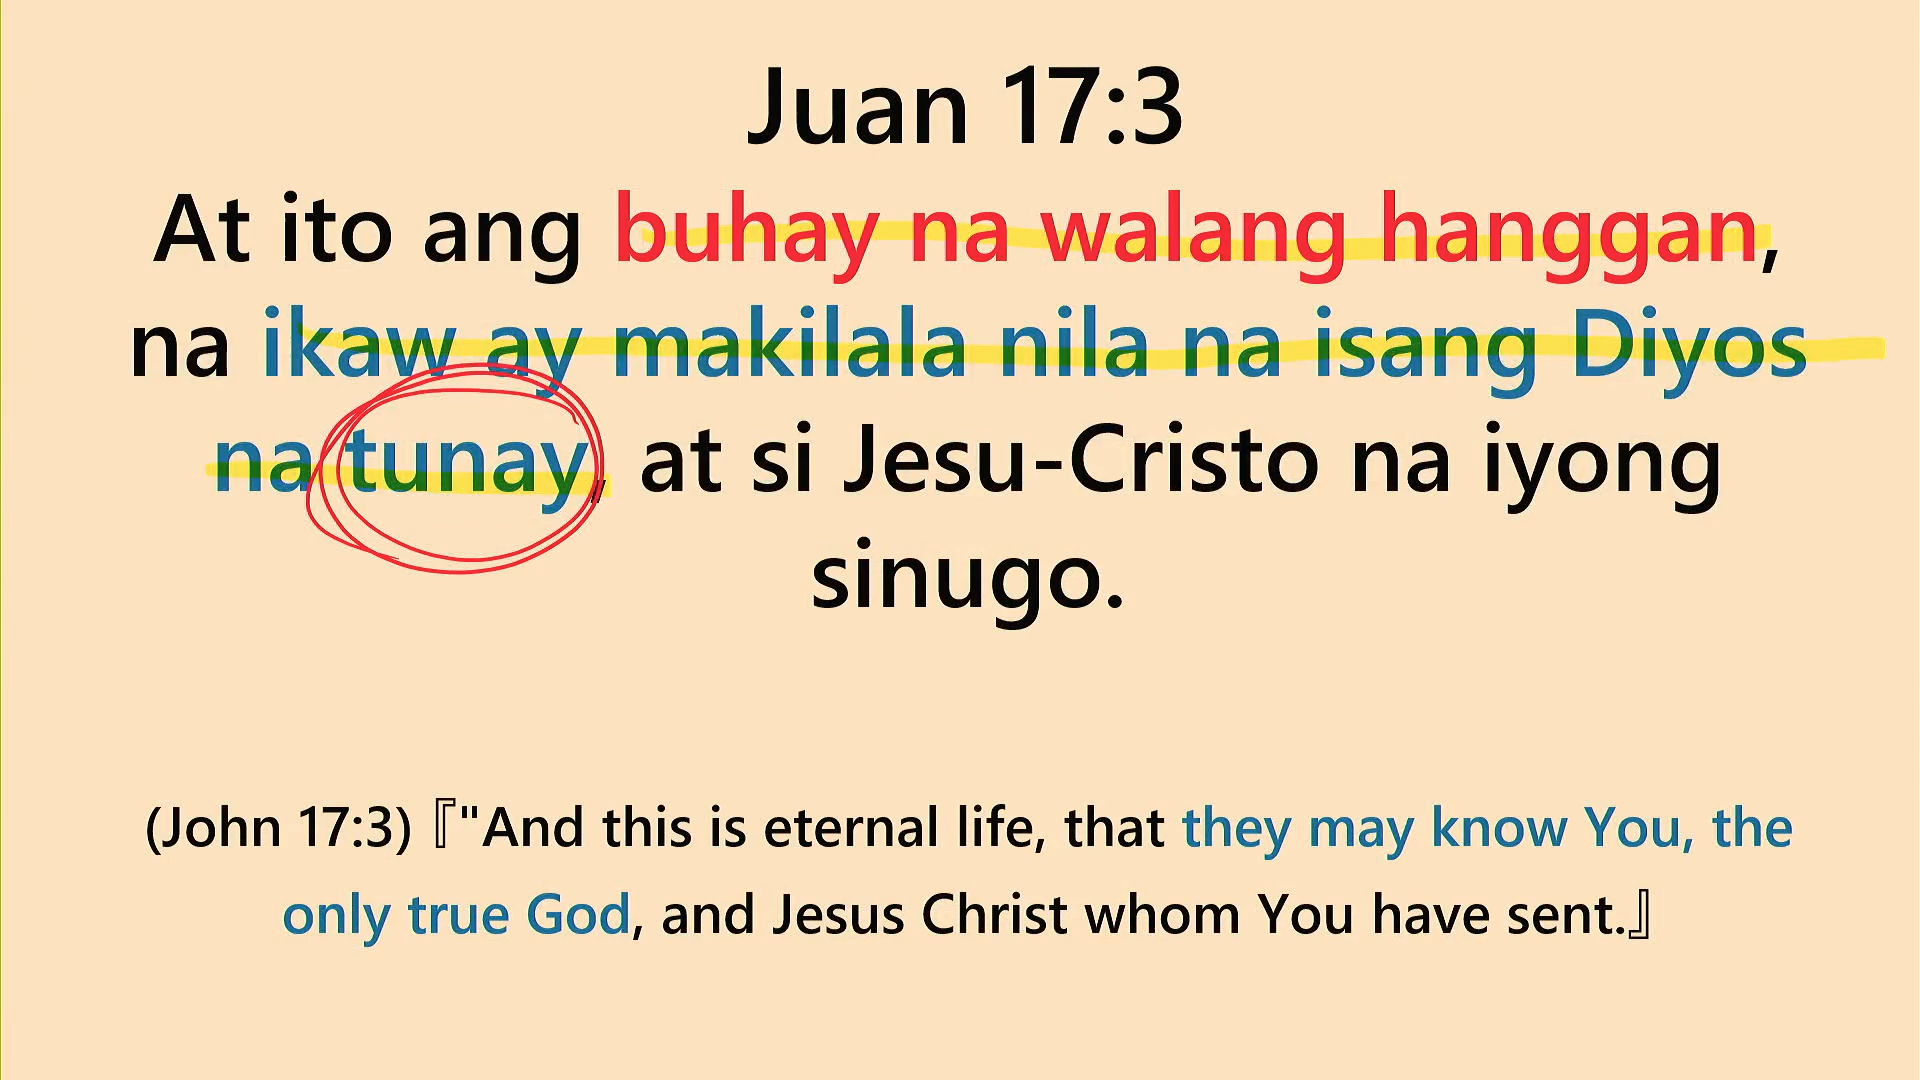 Juan 17:3
At ito ang buhay na walang hanggan,
na ikaw ay makilala nila na isang Diyos
na tunay, at si Jesu-Cristo na iyong
sinugo.
(John 17:3)『"And this is eternal life, that they may know You, the
only true God, and Jesus Christ whom You have sent.』